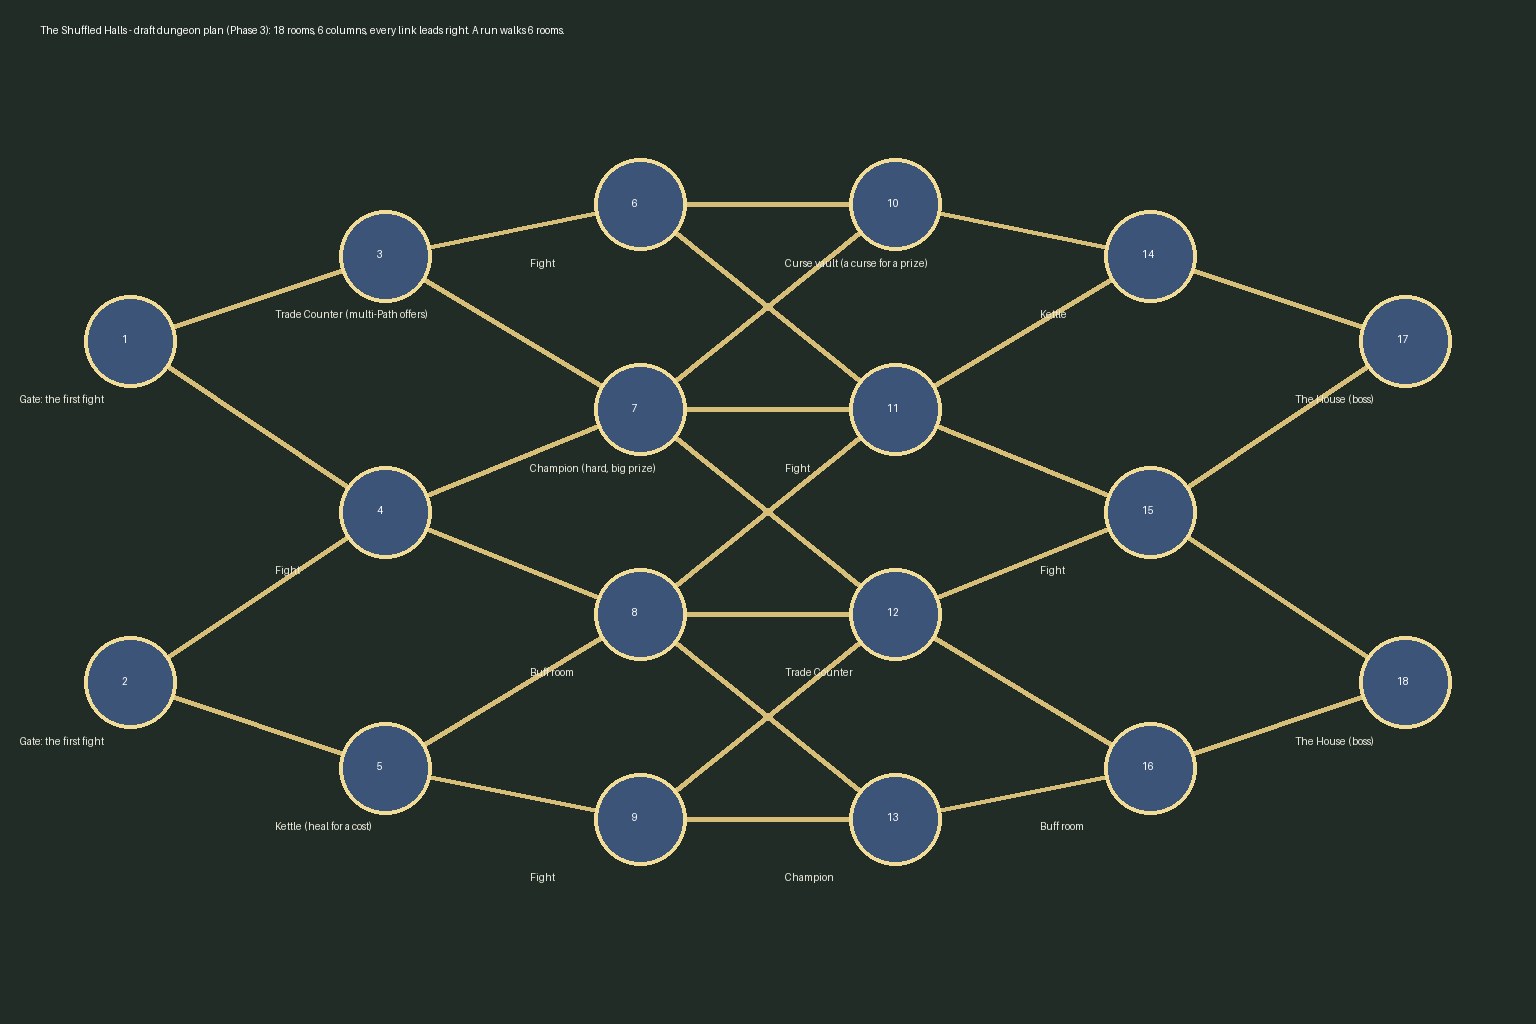 The Shuffled Halls - draft dungeon plan (Phase 3): 18 rooms, 6 columns, every link leads right. A run walks 6 rooms.
6
10
3
14
Fight
Curse vault (a curse for a prize)
Trade Counter (multi-Path offers)
Kettle
1
17
Gate: the first fight
The House (boss)
7
11
Champion (hard, big prize)
Fight
4
15
Fight
Fight
8
12
Buff room
Trade Counter
2
18
Gate: the first fight
The House (boss)
5
16
9
13
Kettle (heal for a cost)
Buff room
Fight
Champion